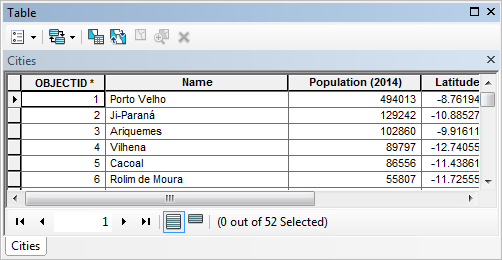 Table
Cities
OBJECTID * Name Population (2014) Latitude
1 Porto Velho 494013 -8.76194
2 Ji-Paraná 129242 -10.88527
3 Ariquemes 102860 -9.91611
4 Vilhena 89797 -12.74055
5 Cacoal 86556 -11.43861
6 Rolim de Moura 55807 -11.72555
1 (0 out of 52 Selected)
Cities